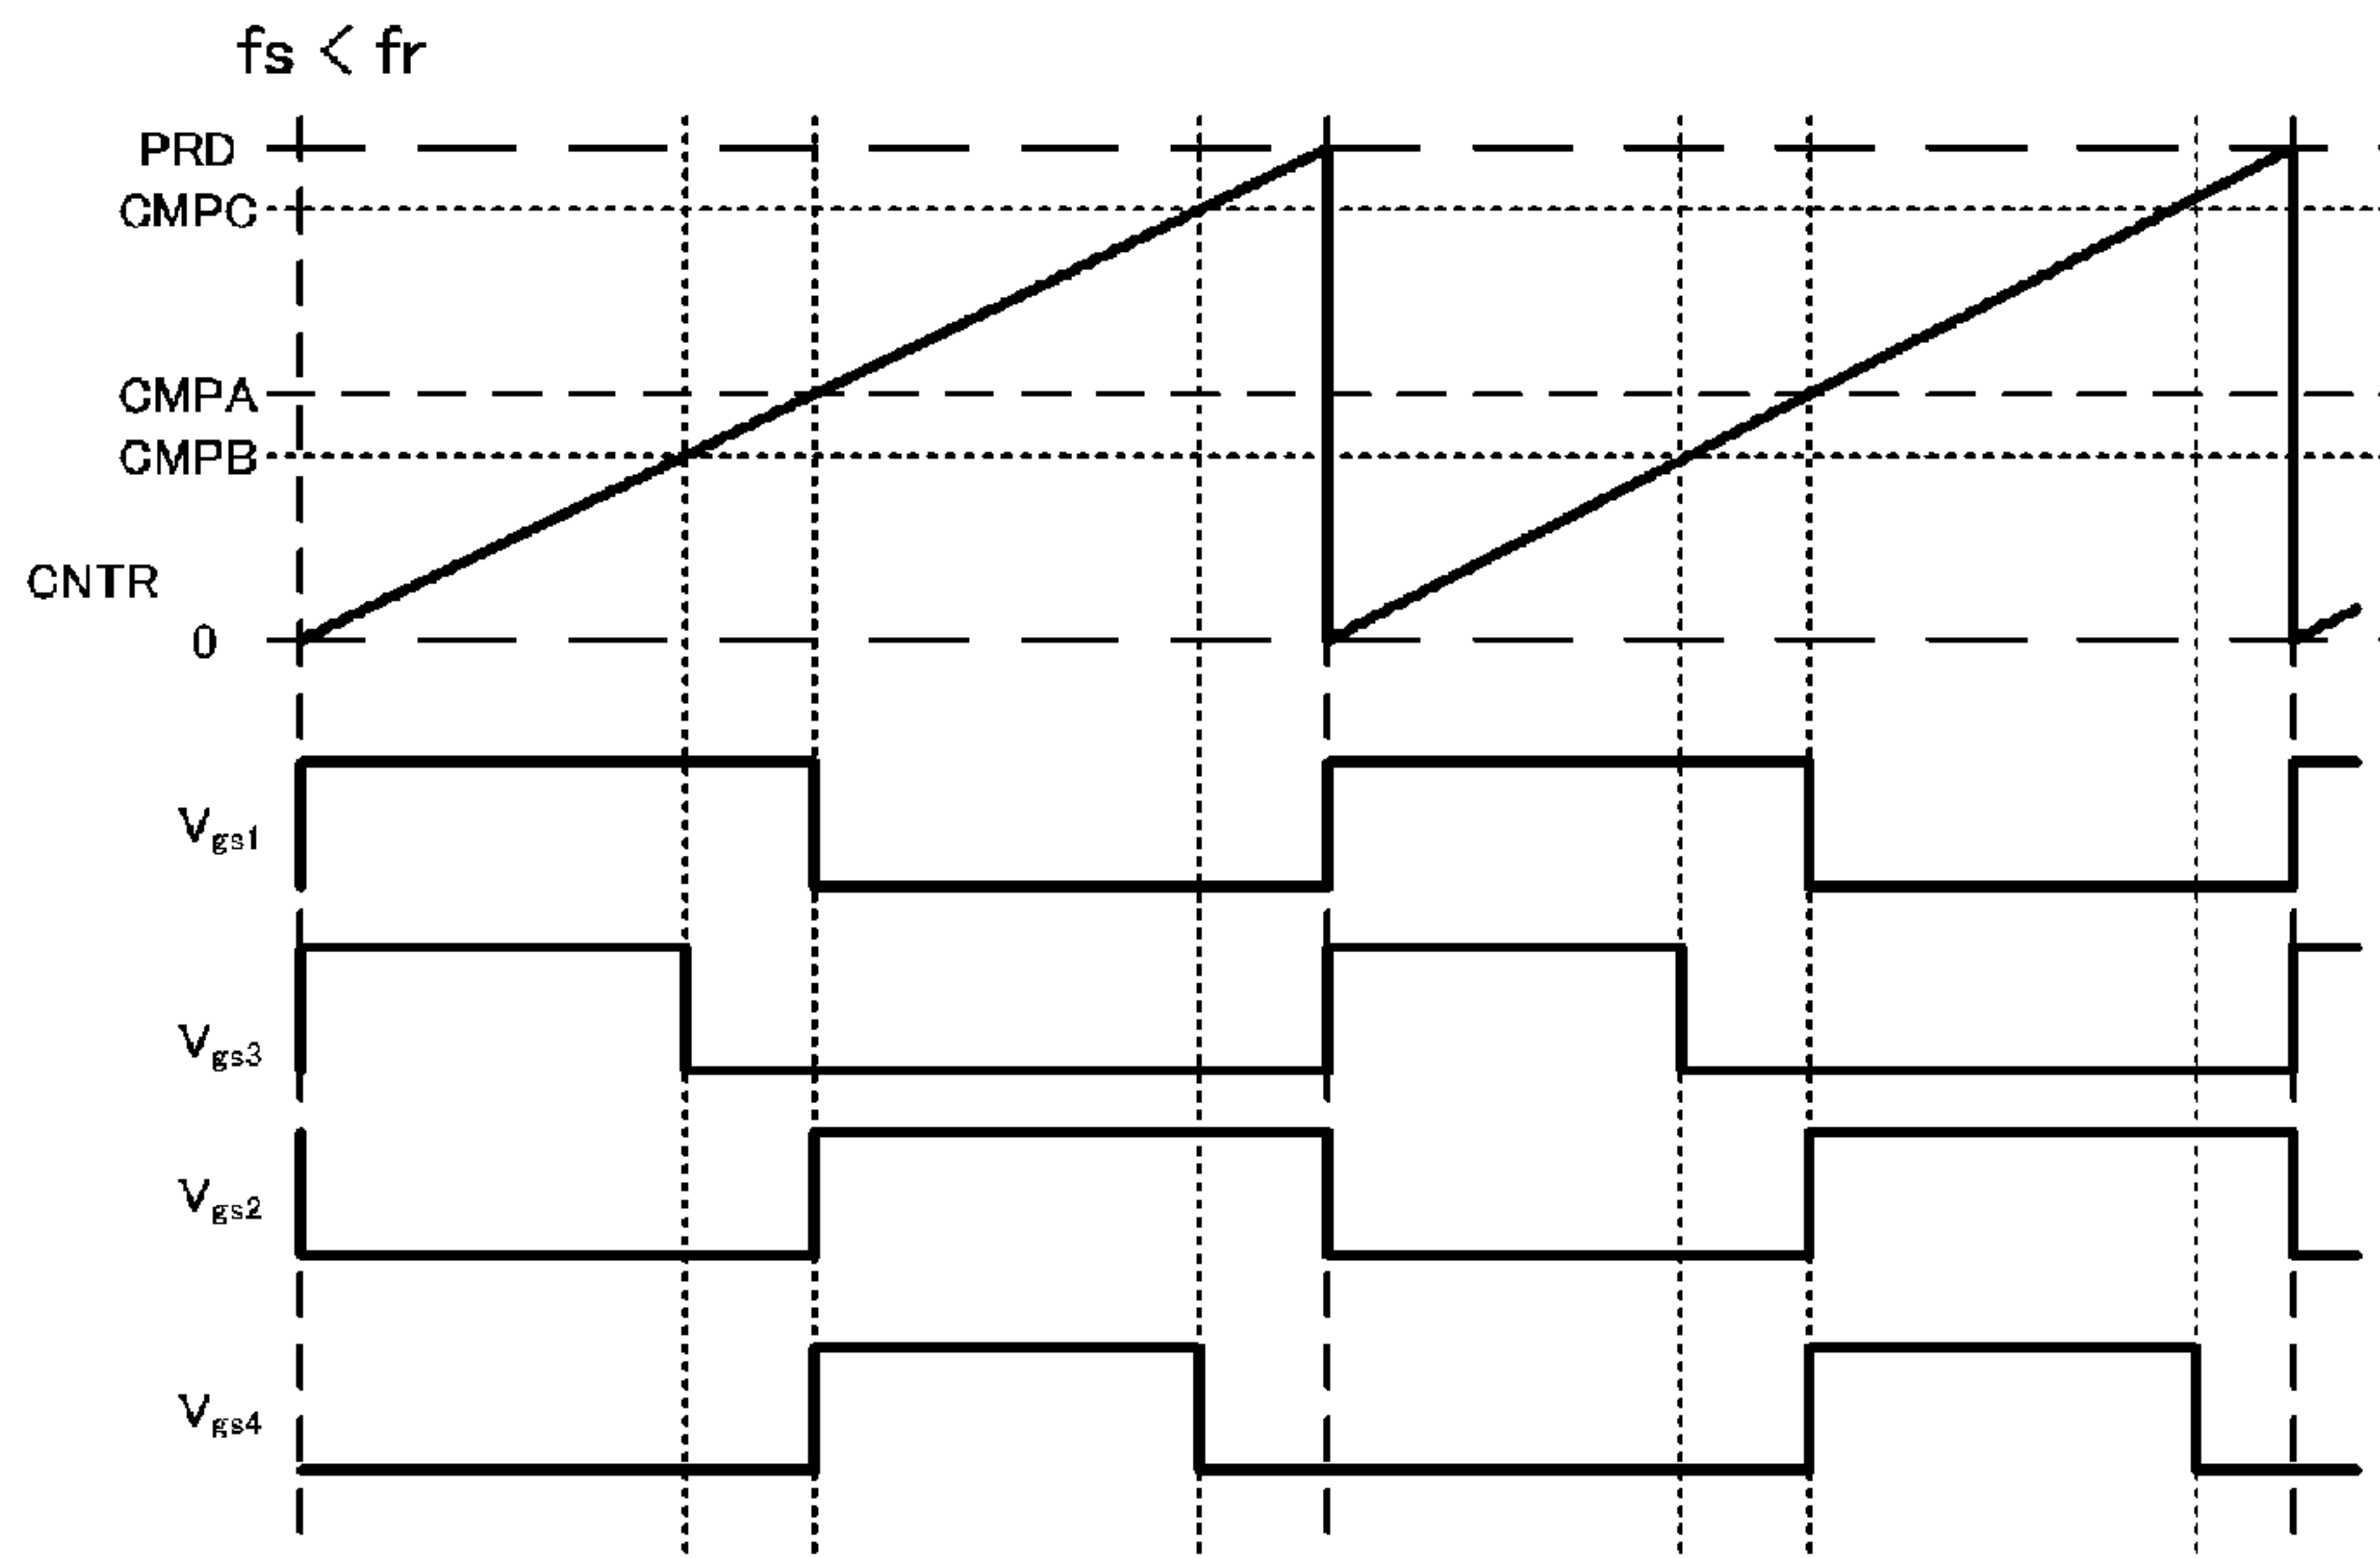 fs < fr
PRD
CMPC
CMPA
CMPB
CNTR
0
Vgs1
Vgs3
Vgs2
Vgs4